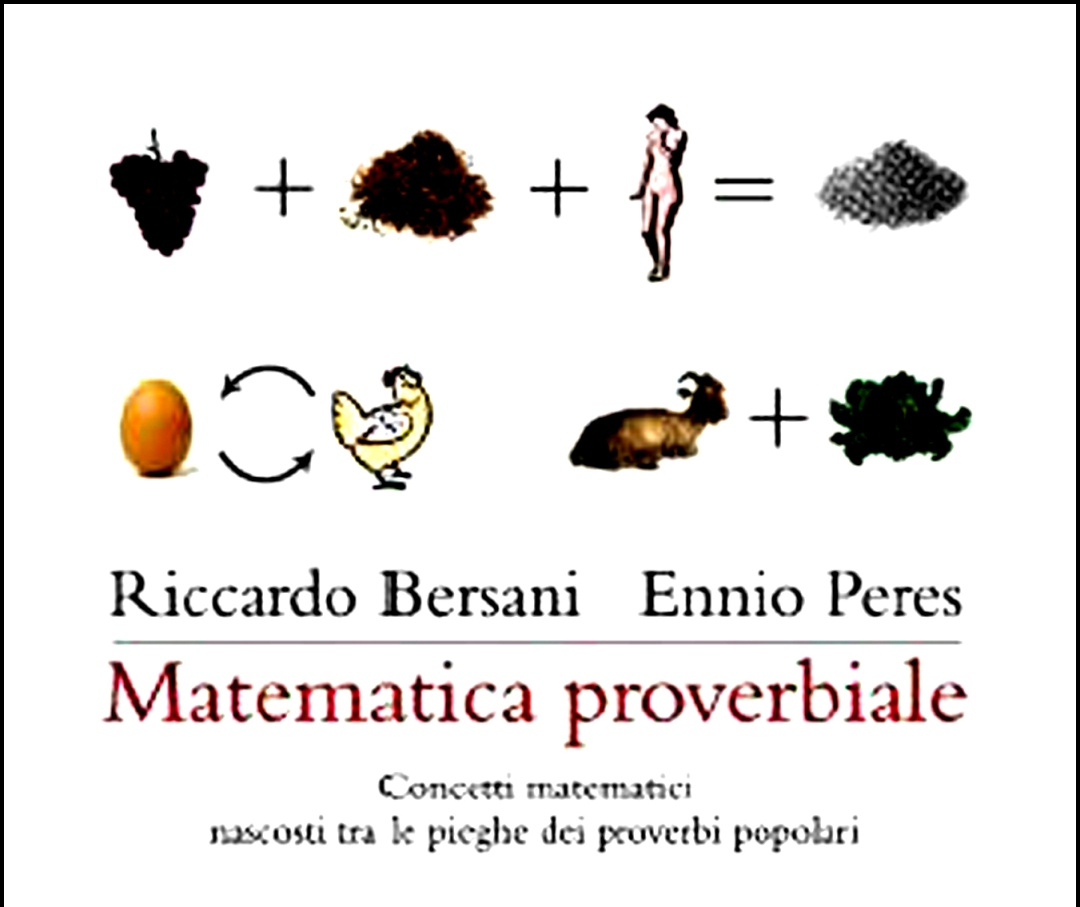 + + =
+
Riccardo Bersani Ennio Peres
Matematica proverbiale
Concetti matematici
nascosti tra le pieghe dei proverbi popolari